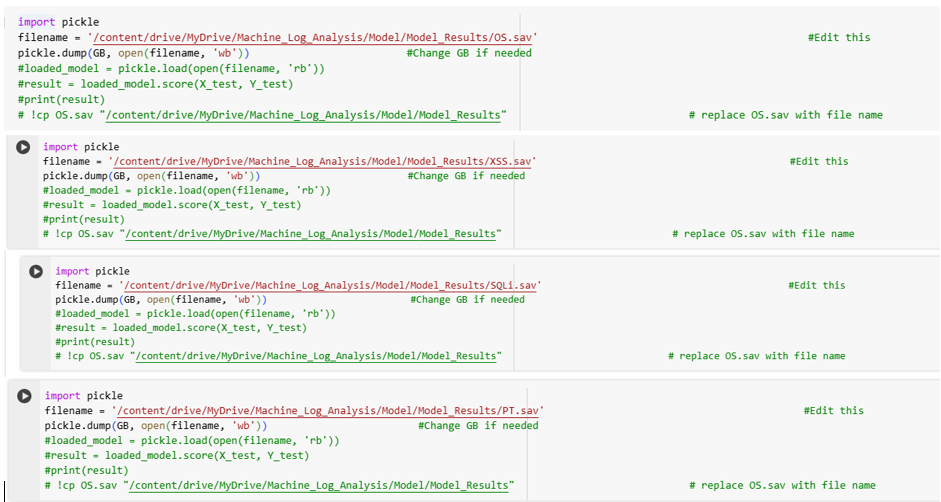 import pickle
filename = '/content/drive/MyDrive/Machine_Log_Analysis/Model/Model_Results/OS.sav' #Edit this
pickle.dump(GB, open(filename, 'wb')) #Change GB if needed
#loaded_model = pickle.load(open(filename, 'rb'))
#result = loaded_model.score(X_test, Y_test)
#print(result)
# !cp OS.sav "/content/drive/MyDrive/Machine_Log_Analysis/Model/Model_Results" # replace OS.sav with file name
import pickle
filename = '/content/drive/MyDrive/Machine_Log_Analysis/Model/Model_Results/XSS.sav' #Edit this
pickle.dump(GB, open(filename, 'wb')) #Change GB if needed
#loaded_model = pickle.load(open(filename, 'rb'))
#result = loaded_model.score(X_test, Y_test)
#print(result)
# !cp OS.sav "/content/drive/MyDrive/Machine_Log_Analysis/Model/Model_Results" # replace OS.sav with file name
import pickle
filename = '/content/drive/MyDrive/Machine_Log_Analysis/Model/Model_Results/SQLi.sav' #Edit this
pickle.dump(GB, open(filename, 'wb')) #Change GB if needed
#loaded_model = pickle.load(open(filename, 'rb'))
#result = loaded_model.score(X_test, Y_test)
#print(result)
# !cp OS.sav "/content/drive/MyDrive/Machine_Log_Analysis/Model/Model_Results" # replace OS.sav with file name
import pickle
filename = '/content/drive/MyDrive/Machine_Log_Analysis/Model/Model_Results/PT.sav' #Edit this
pickle.dump(GB, open(filename, 'wb')) #Change GB if needed
#loaded_model = pickle.load(open(filename, 'rb'))
#result = loaded_model.score(X_test, Y_test)
#print(result)
# !cp OS.sav "/content/drive/MyDrive/Machine_Log_Analysis/Model/Model_Results" # replace OS.sav with file name